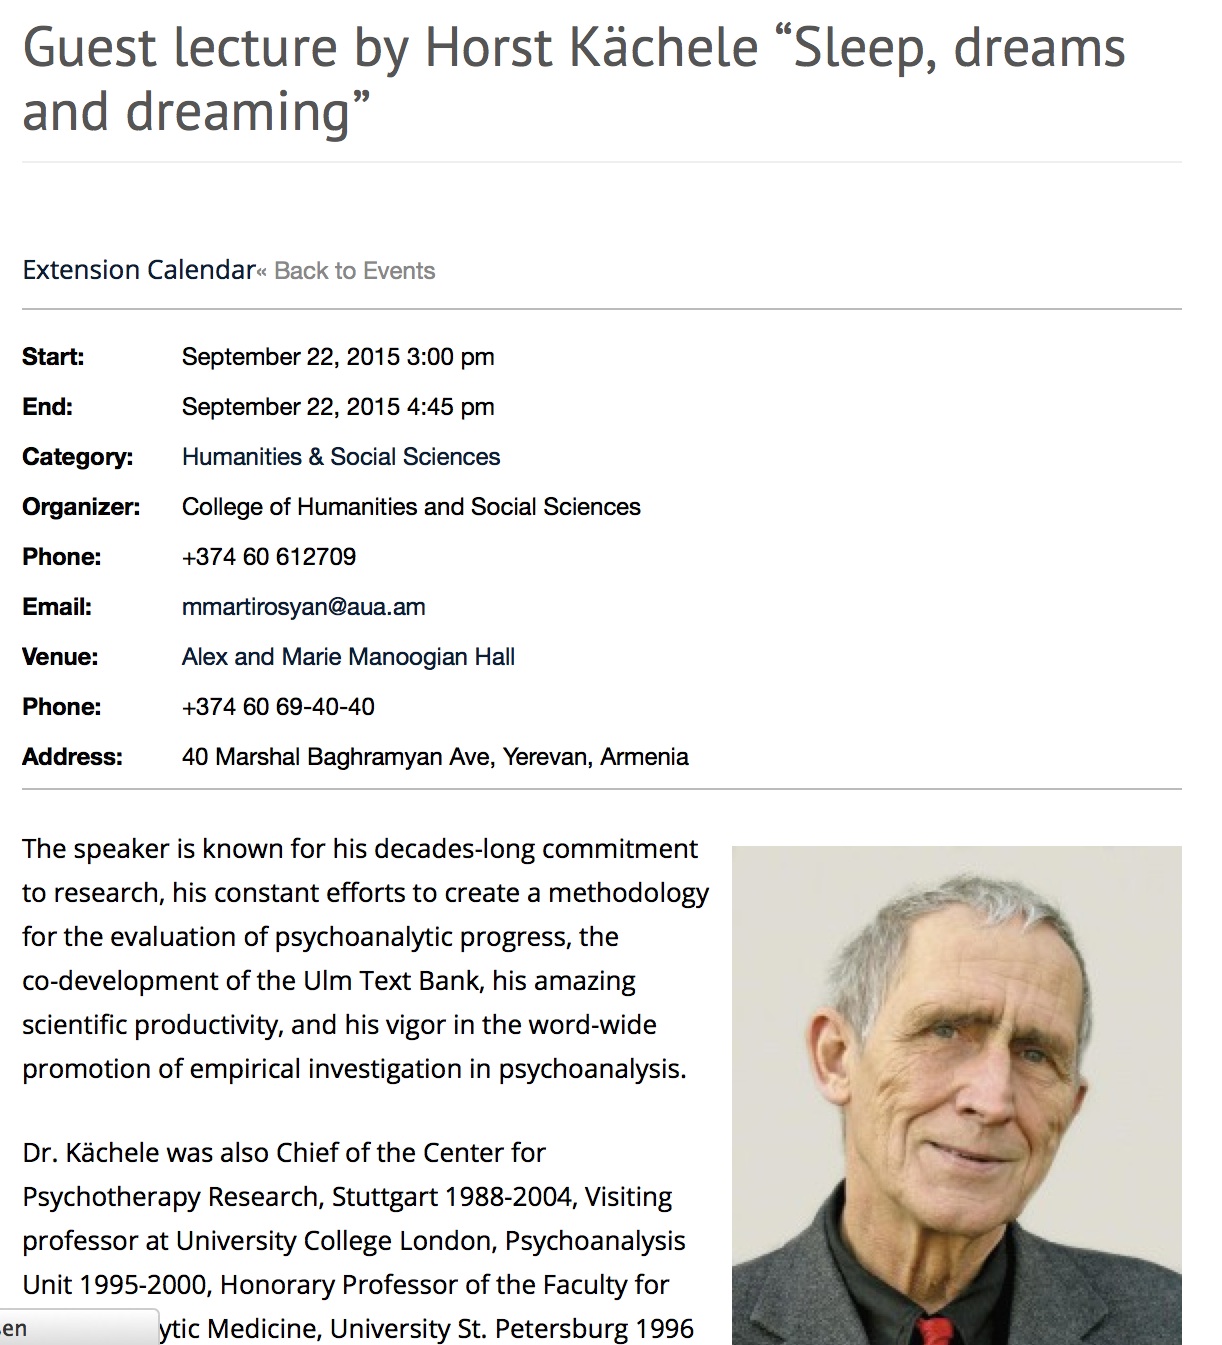 Guest lecture by Horst Kächele “Sleep, dreams
and dreaming”
Extension Calendar« Back to Events
Start: September 22, 2015 3:00 pm
End: September 22, 2015 4:45 pm
Category: Humanities & Social Sciences
Organizer: College of Humanities and Social Sciences
Phone: +374 60 612709
Email: mmartirosyan@aua.am
Venue: Alex and Marie Manoogian Hall
Phone: +374 60 69-40-40
Address: 40 Marshal Baghramyan Ave, Yerevan, Armenia
The speaker is known for his decades-long commitment
to research, his constant efforts to create a methodology
for the evaluation of psychoanalytic progress, the
co-development of the Ulm Text Bank, his amazing
scientific productivity, and his vigor in the word-wide
promotion of empirical investigation in psychoanalysis.
Dr. Kächele was also Chief of the Center for
Psychotherapy Research, Stuttgart 1988-2004, Visiting
professor at University College London, Psychoanalysis
Unit 1995-2000, Honorary Professor of the Faculty for
ytic Medicine, University St. Petersburg 1996